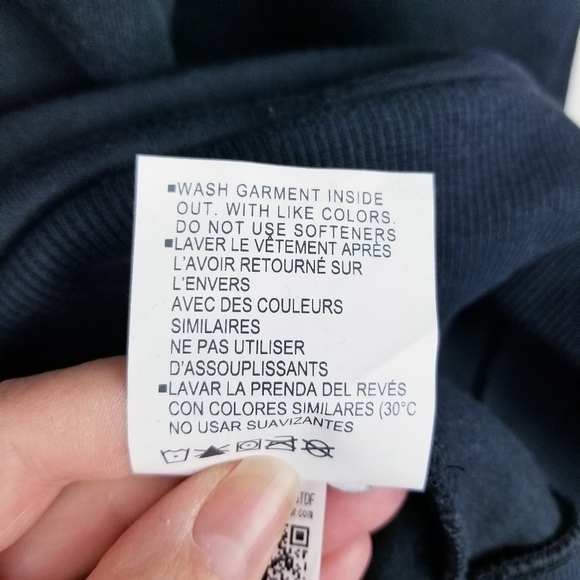 ▪WASH GARMENT INSIDE
OUT. WITH LIKE COLORS.
DO NOT USE SOFTENERS
▪LAVER LE VÊTEMENT APRÈS
L'AVOIR RETOURNÉ SUR
L'ENVERS
AVEC DES COULEURS
SIMILAIRES
NE PAS UTILISER
D'ASSOUPLISSANTS
▪LAVAR LA PRENDA DEL REVÉS
CON COLORES SIMILARES (30°C
NO USAR SUAVIZANTES